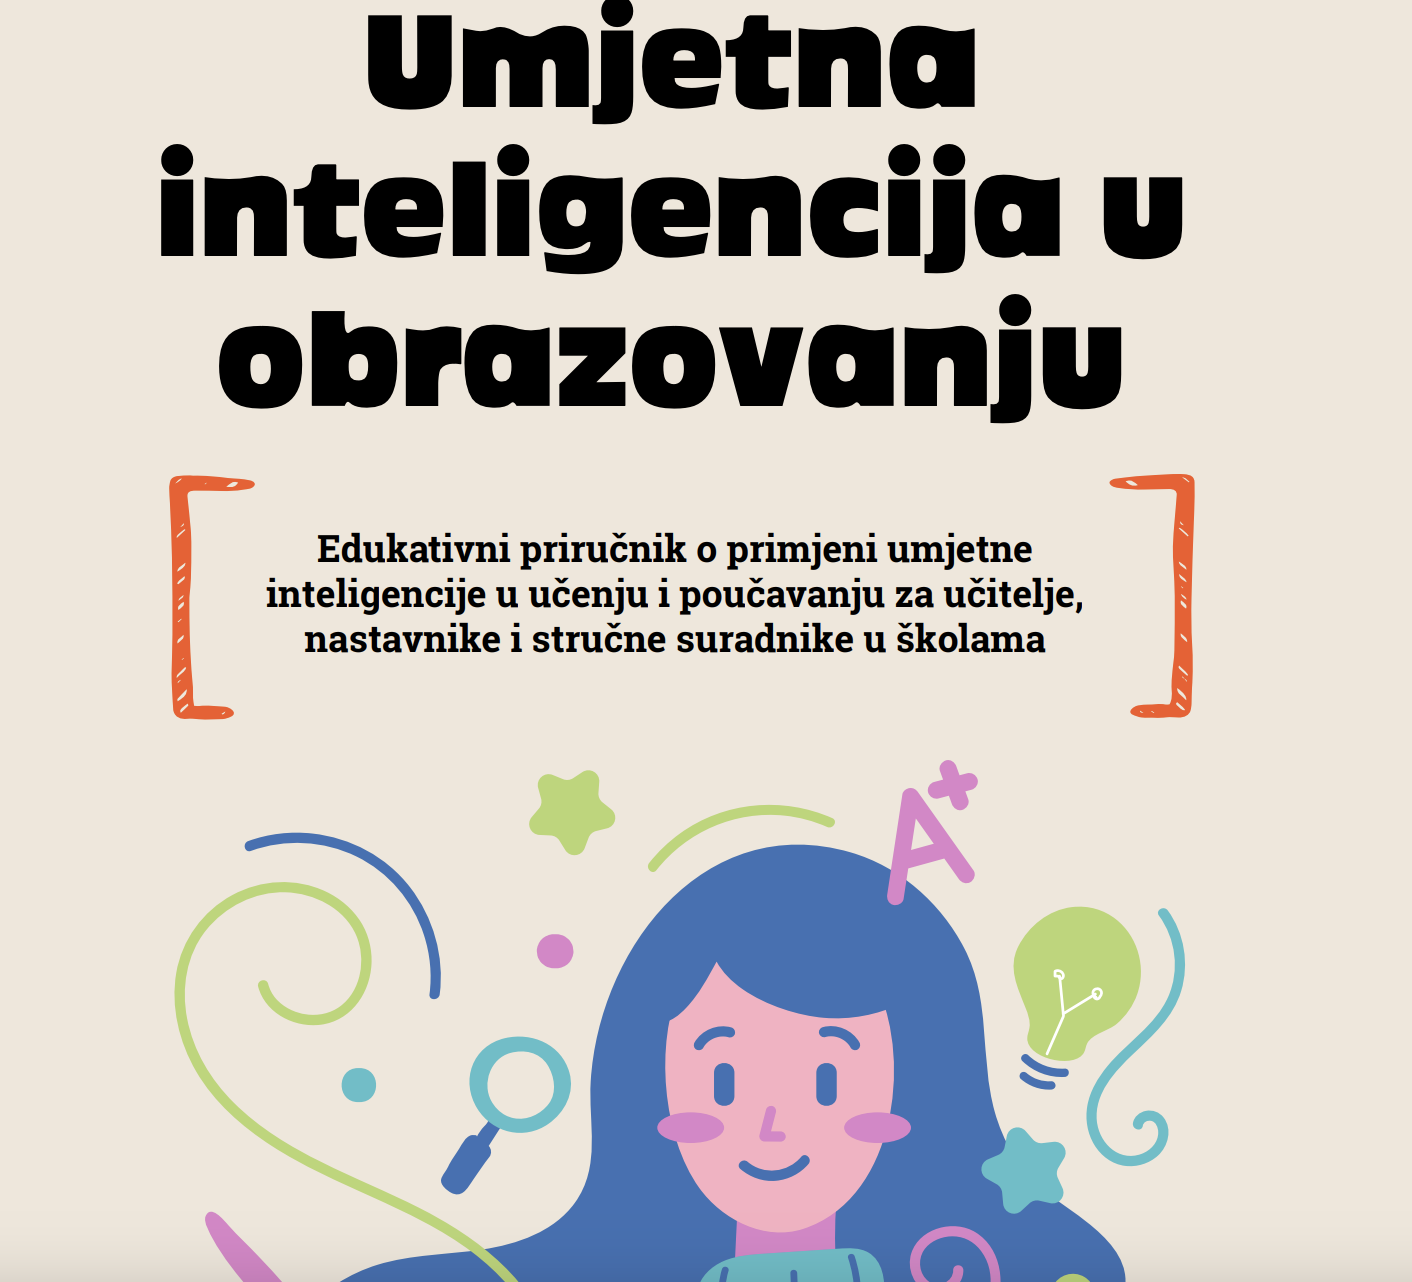 Umjetna
inteligencija u
obrazovanju
Edukativni priručnik o primjeni umjetne
inteligencije u učenju i poučavanju za učitelje,
nastavnike i stručne suradnike u školama
A+